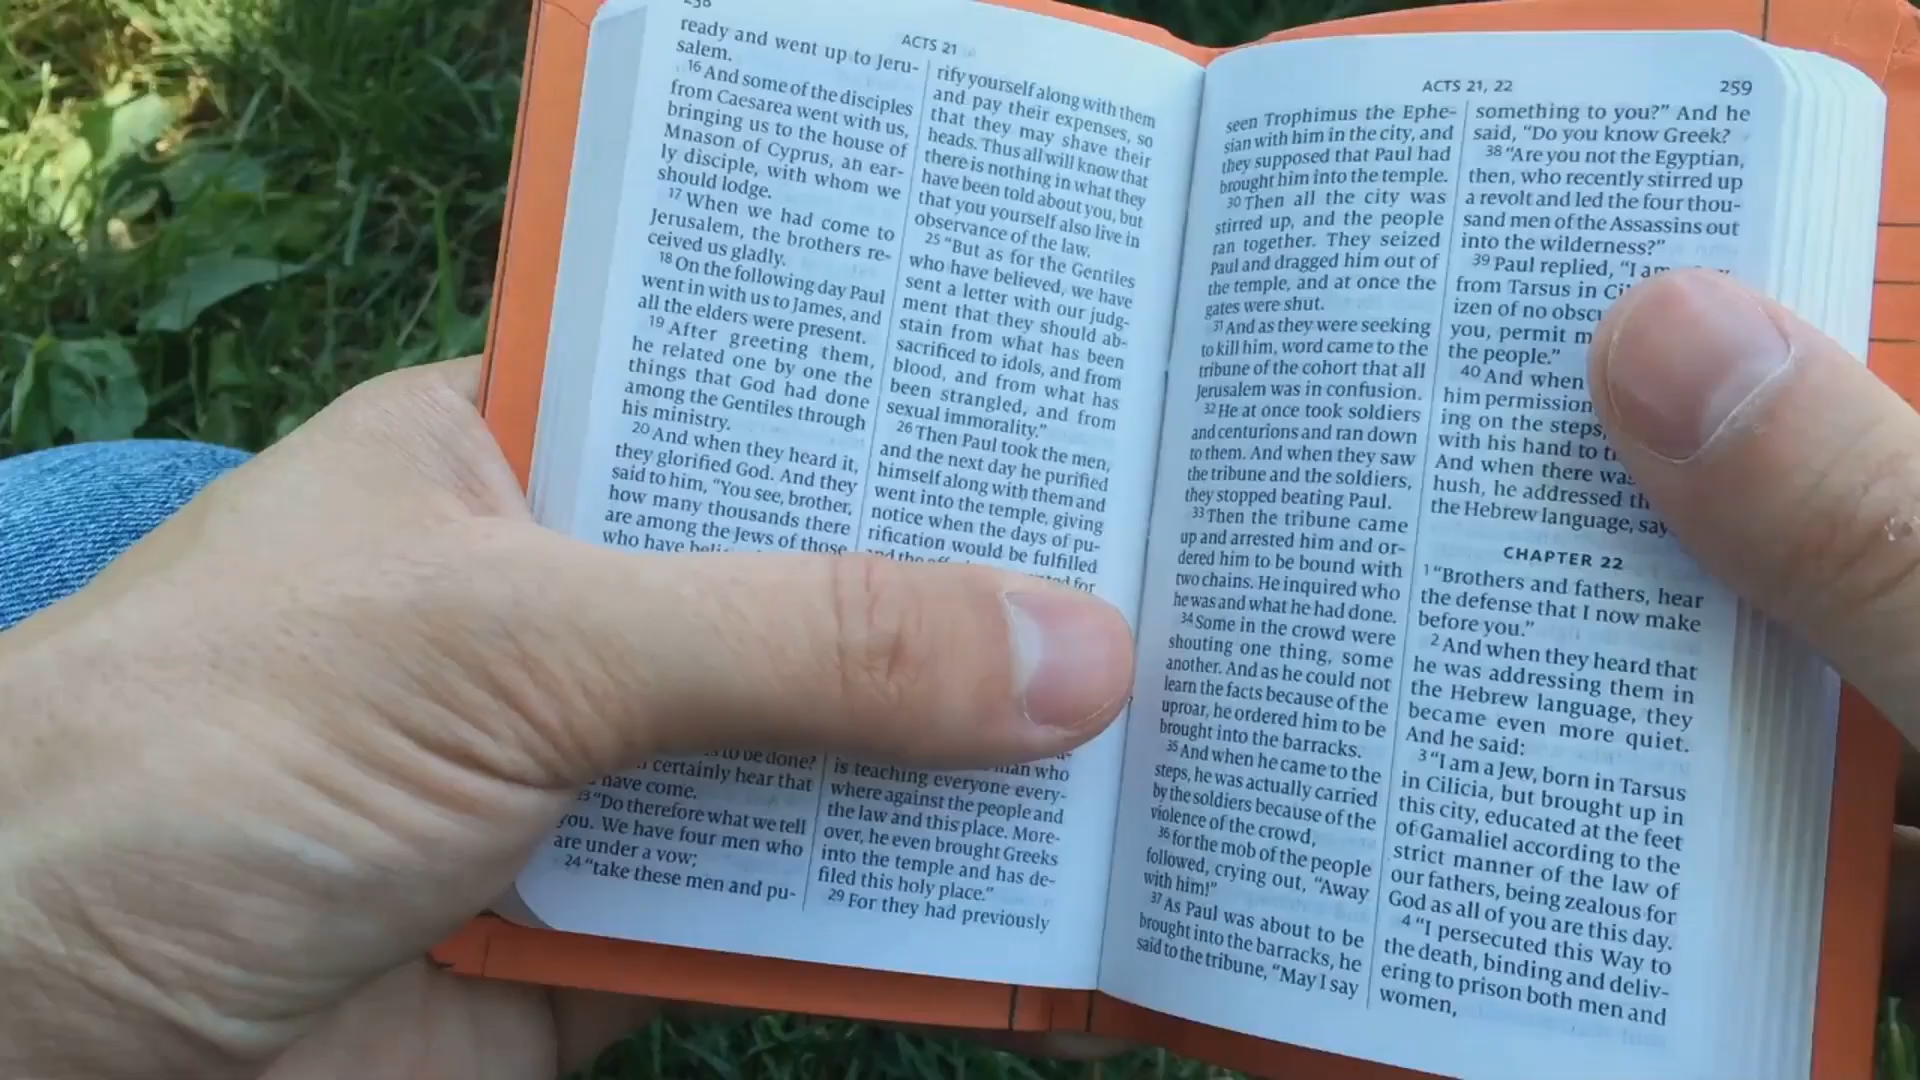 258
ACTS 21
ready and went up to Jeru-
salem.
16 And some of the disciples
from Caesarea went with us,
bringing us to the house of
Mnason of Cyprus, an ear-
ly disciple, with whom we
should lodge.
17 When we had come to
Jerusalem, the brothers re-
ceived us gladly.
18 On the following day Paul
went in with us to James, and
all the elders were present.
19 After greeting them,
he related one by one the
things that God had done
among the Gentiles through
his ministry.
20 And when they heard it,
they glorified God. And they
said to him, “You see, brother,
how many thousands there
are among the Jews of those
who have
to be done?
certainly hear that
have come.
23 “Do therefore what we tell
you. We have four men who
are under a vow;
24 “take these men and pu-
rify yourself along with them
and pay their expenses, so
that they may shave their
heads. Thus all will know that
there is nothing in what they
have been told about you, but
that you yourself also live in
observance of the law.
25 “But as for the Gentiles
who have believed, we have
sent a letter with our judg-
ment that they should ab-
stain from what has been
sacrificed to idols, and from
blood, and from what has
been strangled, and from
sexual immorality.”
26 Then Paul took the men,
and the next day he purified
himself along with them and
went into the temple, giving
notice when the days of pu-
rification would be fulfilled
and the for
man who
is teaching everyone every-
where against the people and
the law and this place. More-
over, he even brought Greeks
into the temple and has de-
filed this holy place.”
29 For they had previously
ACTS 21, 22
259
seen Trophimus the Ephe-
sian with him in the city, and
they supposed that Paul had
brought him into the temple.
30 Then all the city was
stirred up, and the people
ran together. They seized
Paul and dragged him out of
the temple, and at once the
gates were shut.
31 And as they were seeking
to kill him, word came to the
tribune of the cohort that all
Jerusalem was in confusion.
32 He at once took soldiers
and centurions and ran down
to them. And when they saw
the tribune and the soldiers,
they stopped beating Paul.
33 Then the tribune came
up and arrested him and or-
dered him to be bound with
two chains. He inquired who
he was and what he had done.
34 Some in the crowd were
shouting one thing, some
another. And as he could not
learn the facts because of the
uproar, he ordered him to be
brought into the barracks.
35 And when he came to the
steps, he was actually carried
by the soldiers because of the
violence of the crowd,
36 for the mob of the people
followed, crying out, “Away
with him!”
37 As Paul was about to be
brought into the barracks, he
said to the tribune, “May I say
something to you?” And he
said, “Do you know Greek?
38 “Are you not the Egyptian,
then, who recently stirred up
a revolt and led the four thou-
sand men of the Assassins out
into the wilderness?”
39 Paul replied, “I am
from Tarsus in
izen of no
you, permit
the people.”
40 And when
him permission,
ing on the steps,
with his hand to
And when there was
hush, he addressed
the Hebrew language, say
CHAPTER 22
1 “Brothers and fathers, hear
the defense that I now make
before you.”
2 And when they heard that
he was addressing them in
the Hebrew language, they
became even more quiet.
And he said:
3 “I am a Jew, born in Tarsus
in Cilicia, but brought up in
this city, educated at the feet
of Gamaliel according to the
strict manner of the law of
our fathers, being zealous for
God as all of you are this day.
4 “I persecuted this Way to
the death, binding and deliv-
ering to prison both men and
women,